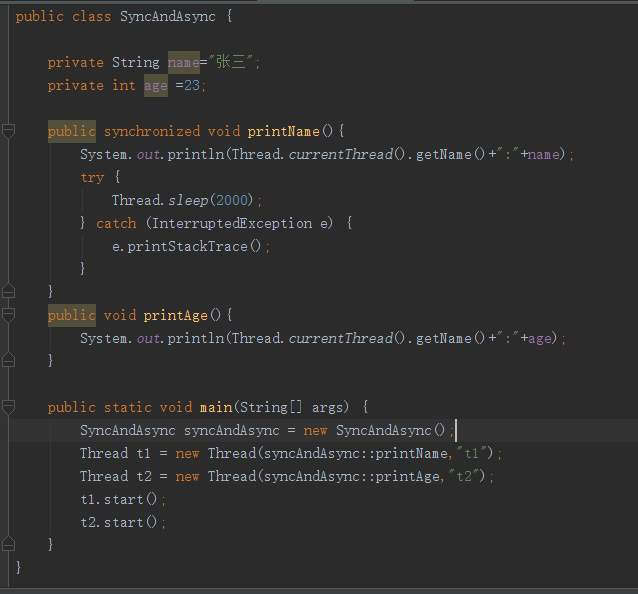 public class SyncAndAsync {
private String name="张三";
private int age =23;
public synchronized void printName(){
System.out.println(Thread.currentThread().getName()+":"+name);
try {
Thread.sleep(2000);
} catch (InterruptedException e) {
e.printStackTrace();
}
}
public void printAge(){
System.out.println(Thread.currentThread().getName()+":"+age);
}
public static void main(String[] args) {
SyncAndAsync syncAndAsync = new SyncAndAsync();
Thread t1 = new Thread(syncAndAsync::printName,"t1");
Thread t2 = new Thread(syncAndAsync::printAge,"t2");
t1.start();
t2.start();
}
}